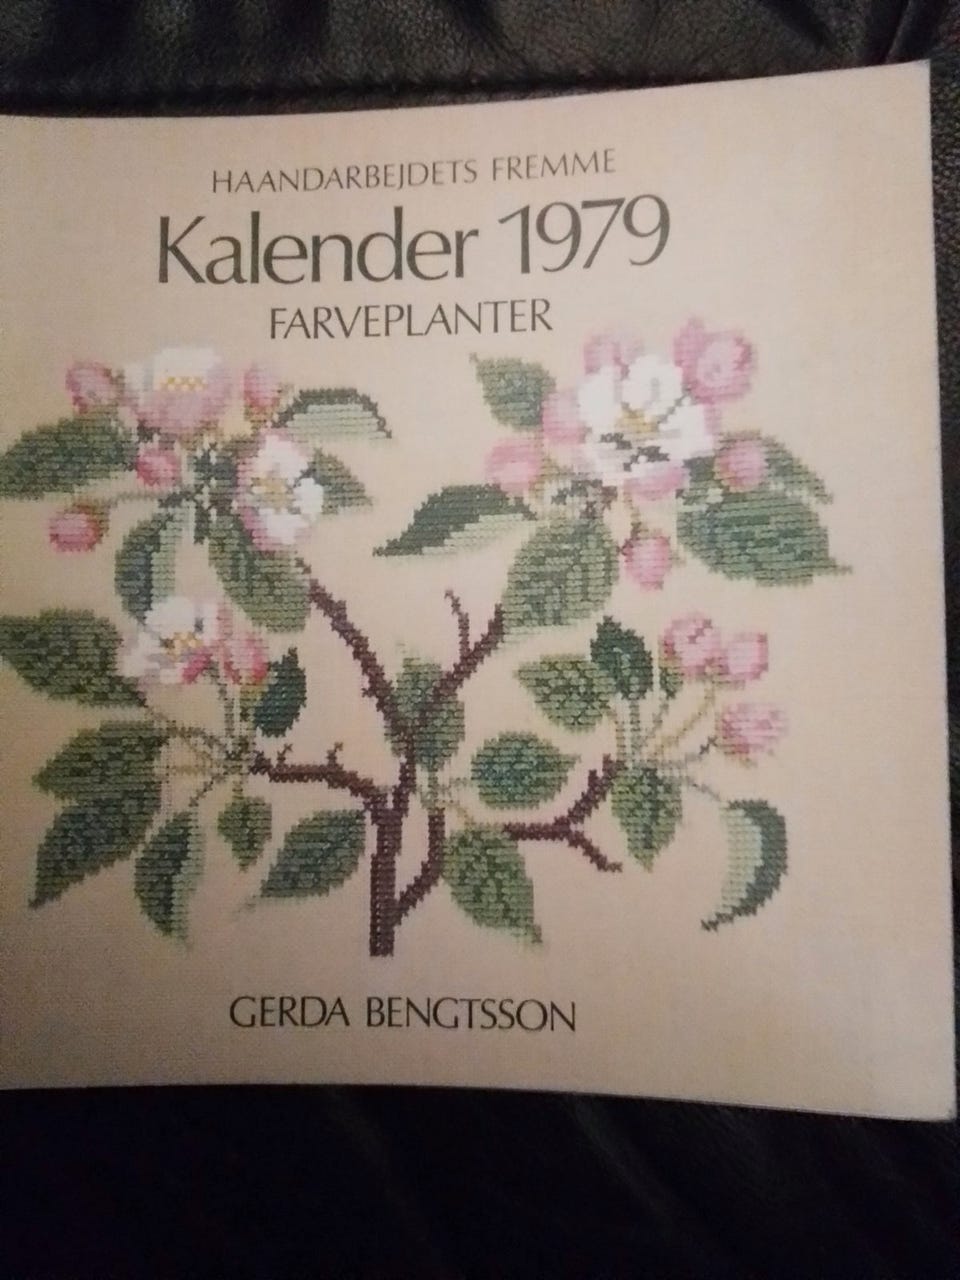 HAANDARBEJDETS FREMME
Kalender 1979
FARVEPLANTER
GERDA BENGTSSON